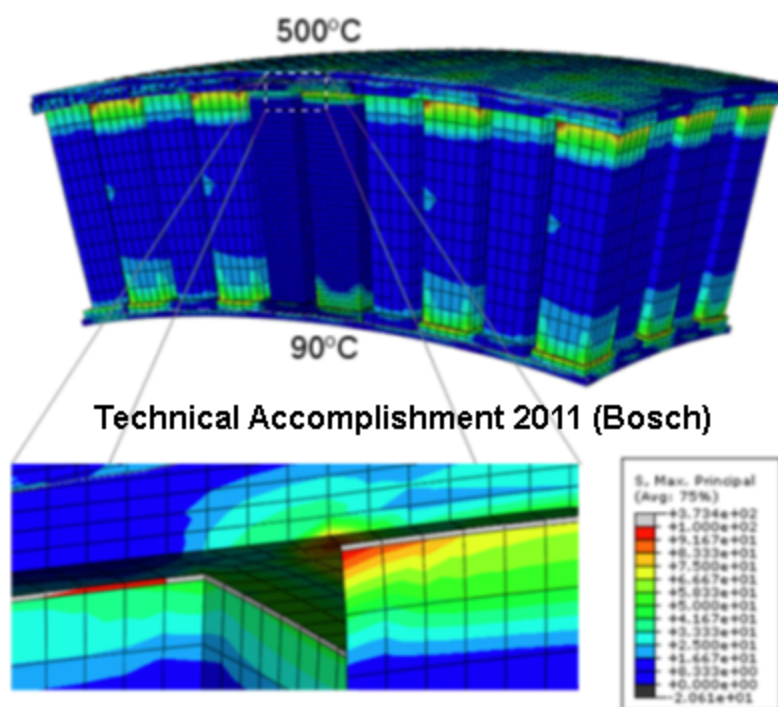 500°C
90°C
Technical Accomplishment 2011 (Bosch)
S, Max. Principal
(Avg: 75%)
+3.734e+02
+1.000e+02
+9.167e+01
+8.333e+01
+7.500e+01
+6.667e+01
+5.833e+01
+5.000e+01
+4.167e+01
+3.333e+01
+2.500e+01
+1.667e+01
+8.333e+00
+0.000e+00
-2.061e+01